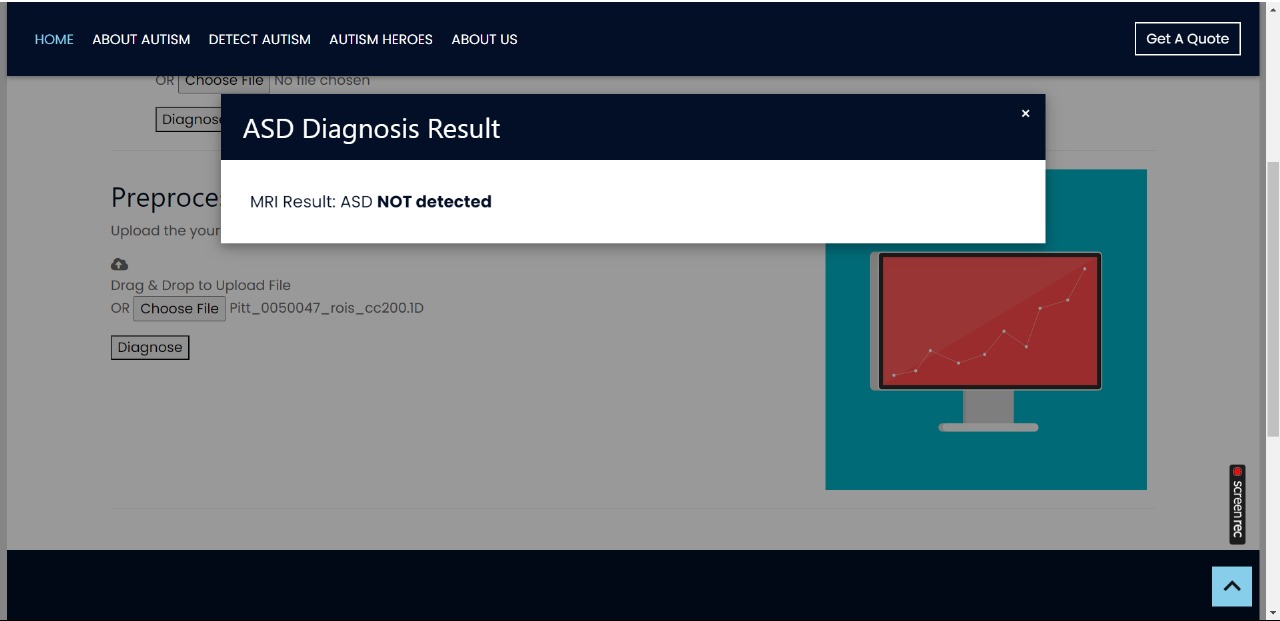 HOME ABOUT AUTISM DETECT AUTISM AUTISM HEROES ABOUT US Get A Quote
OR Choose File No file chosen
Diagnose
ASD Diagnosis Result ×
MRI Result: ASD NOT detected
Upload the your
Drag & Drop to Upload File
OR Choose File Pitt_0050047_rois_cc200.1D
Diagnose
screenrec